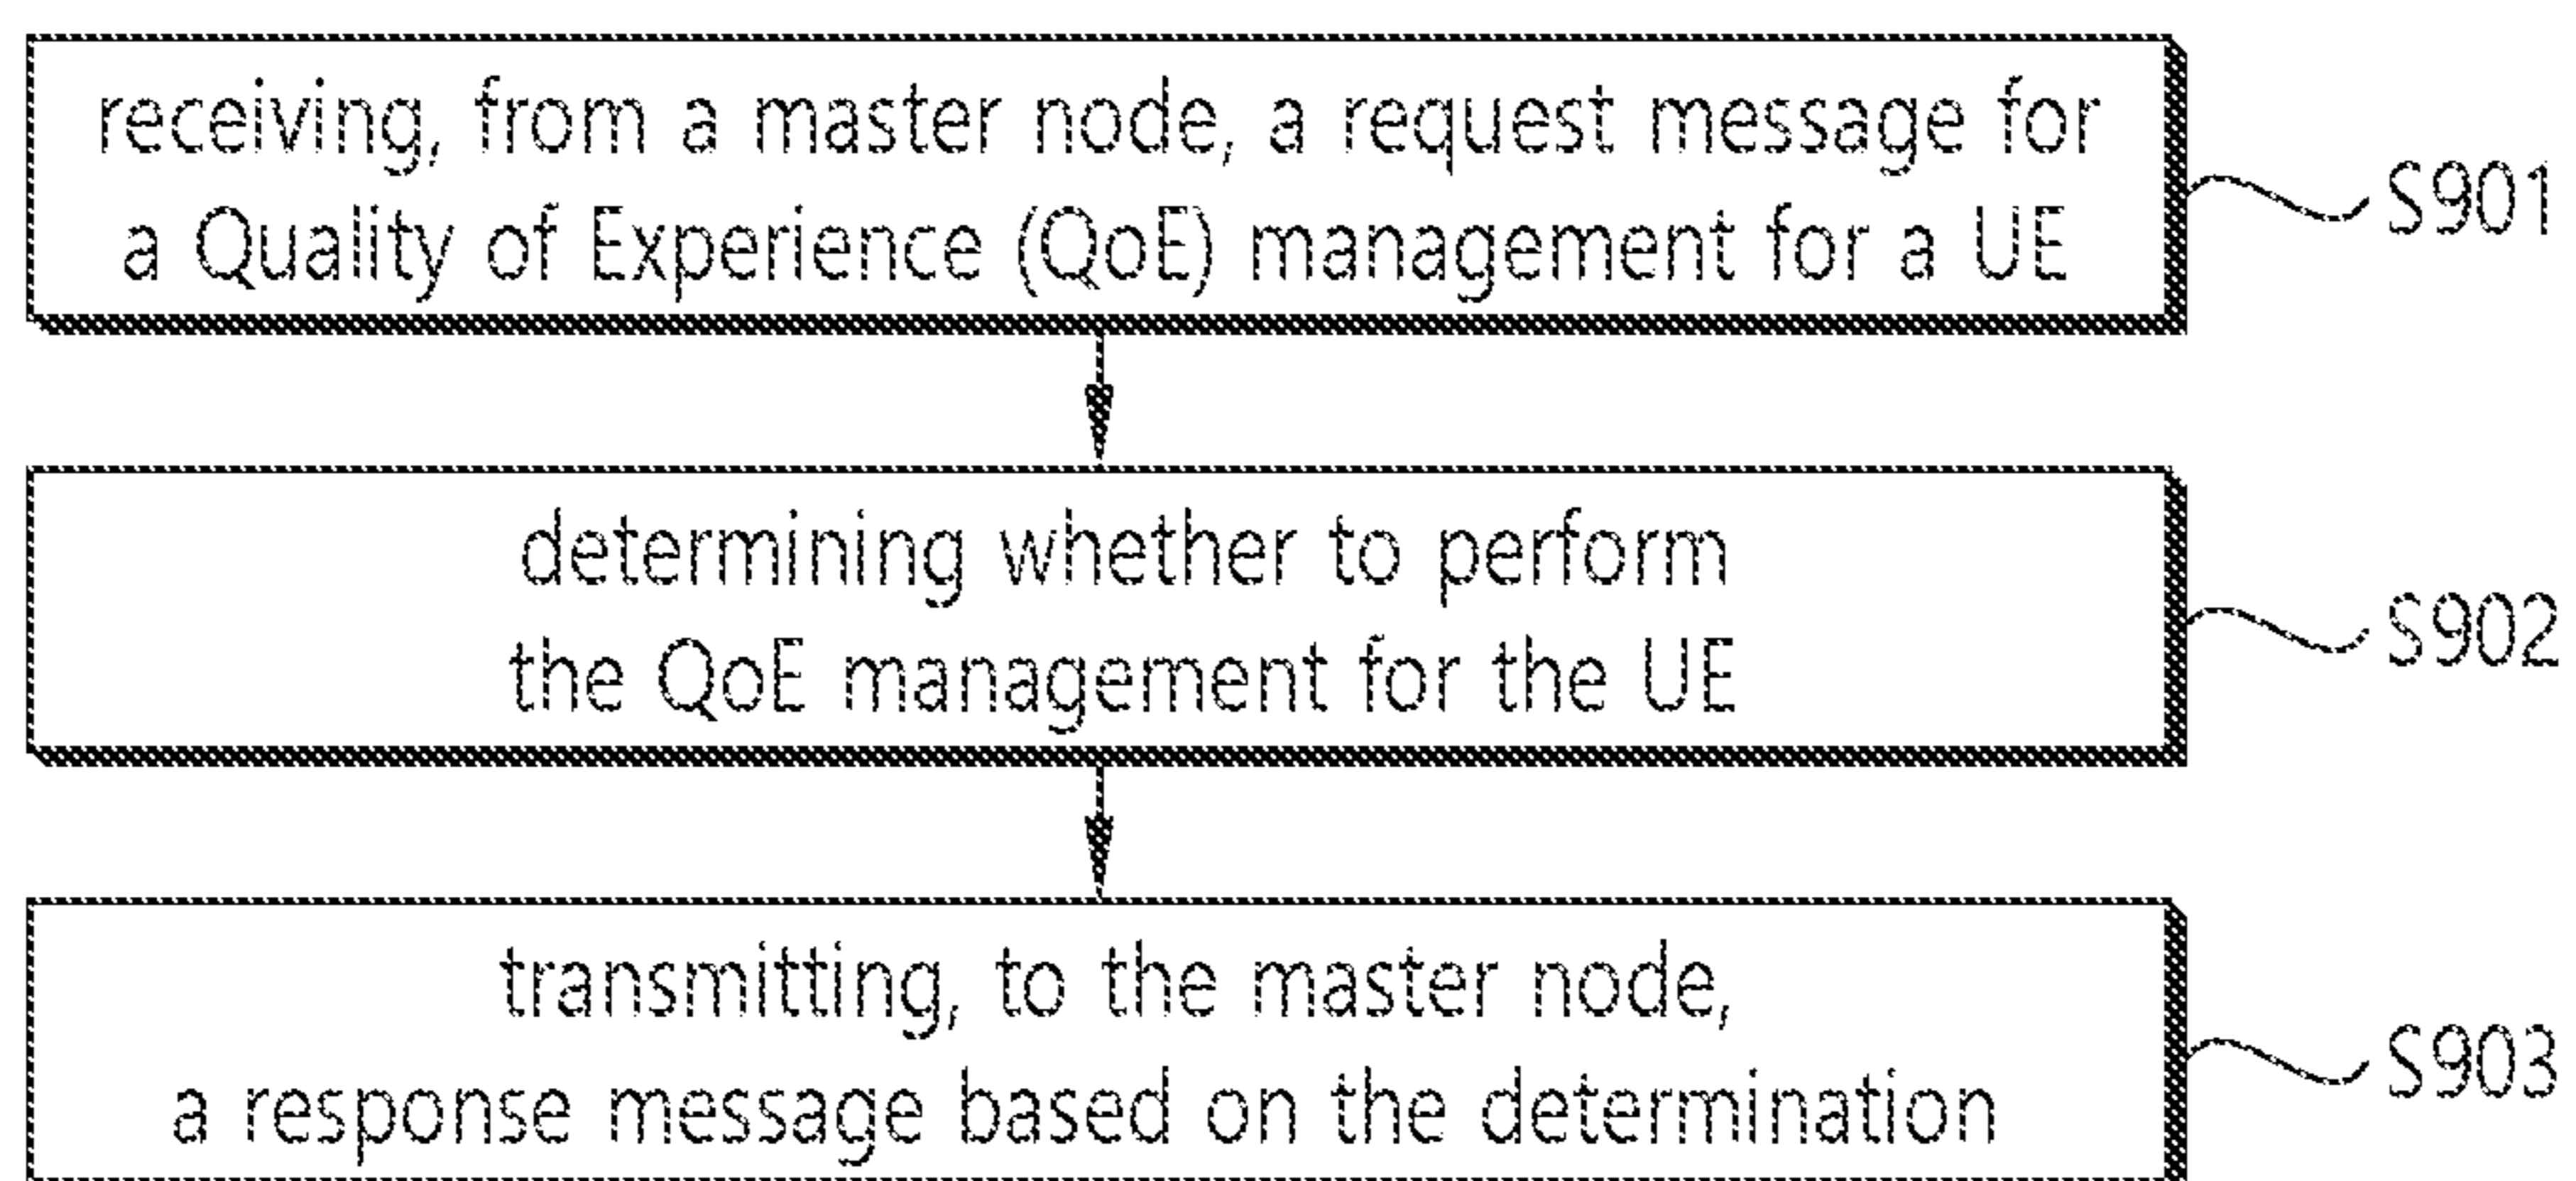 receiving, from a master node, a request message for
a Quality of Experience (QoE) management for a UE
S901
determining whether to perform
the QoE management for the UE
S902
transmitting, to the master node,
a response message based on the determination
S903